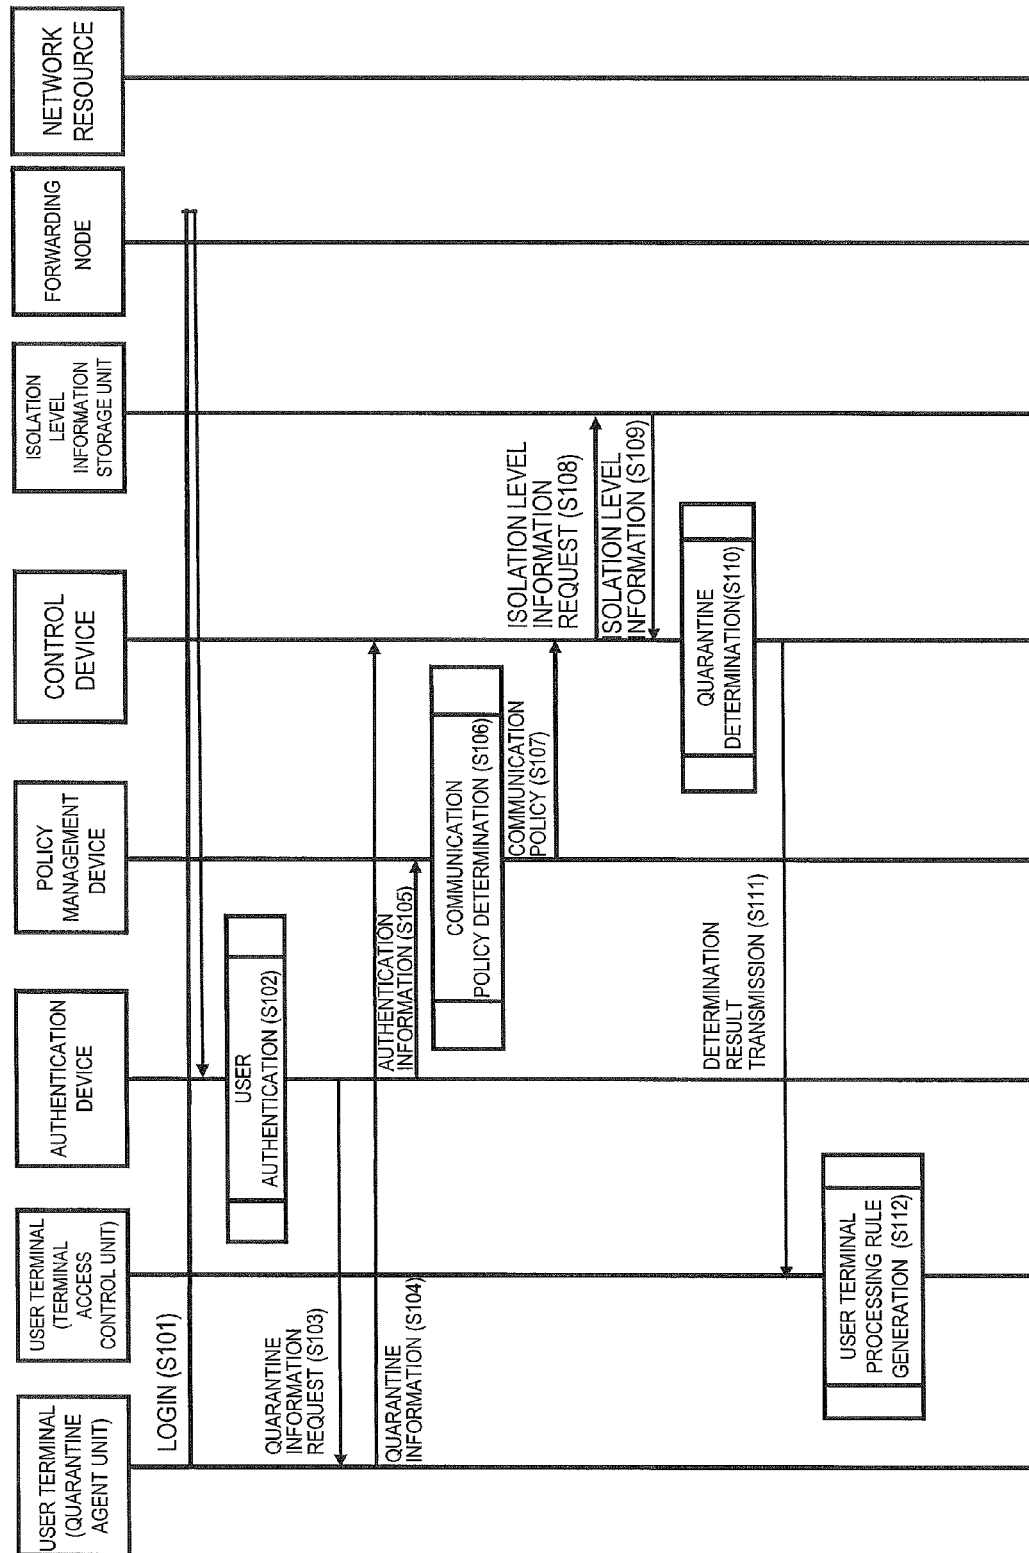 USER TERMINAL
(QUARANTINE
AGENT UNIT)
USER TERMINAL
(TERMINAL
ACCESS
CONTROL UNIT)
AUTHENTICATION
DEVICE
POLICY
MANAGEMENT
DEVICE
CONTROL
DEVICE
ISOLATION
LEVEL
INFORMATION
STORAGE UNIT
FORWARDING
NODE
NETWORK
RESOURCE
LOGIN (S101)
USER
AUTHENTICATION (S102)
QUARANTINE
INFORMATION
REQUEST (S103)
QUARANTINE
INFORMATION (S104)
AUTHENTICATION
INFORMATION (S105)
COMMUNICATION
POLICY DETERMINATION (S106)
COMMUNICATION
POLICY (S107)
ISOLATION LEVEL
INFORMATION
REQUEST (S108)
ISOLATION LEVEL
INFORMATION (S109)
QUARANTINE
DETERMINATION(S110)
DETERMINATION
RESULT
TRANSMISSION (S111)
USER TERMINAL
PROCESSING RULE
GENERATION (S112)